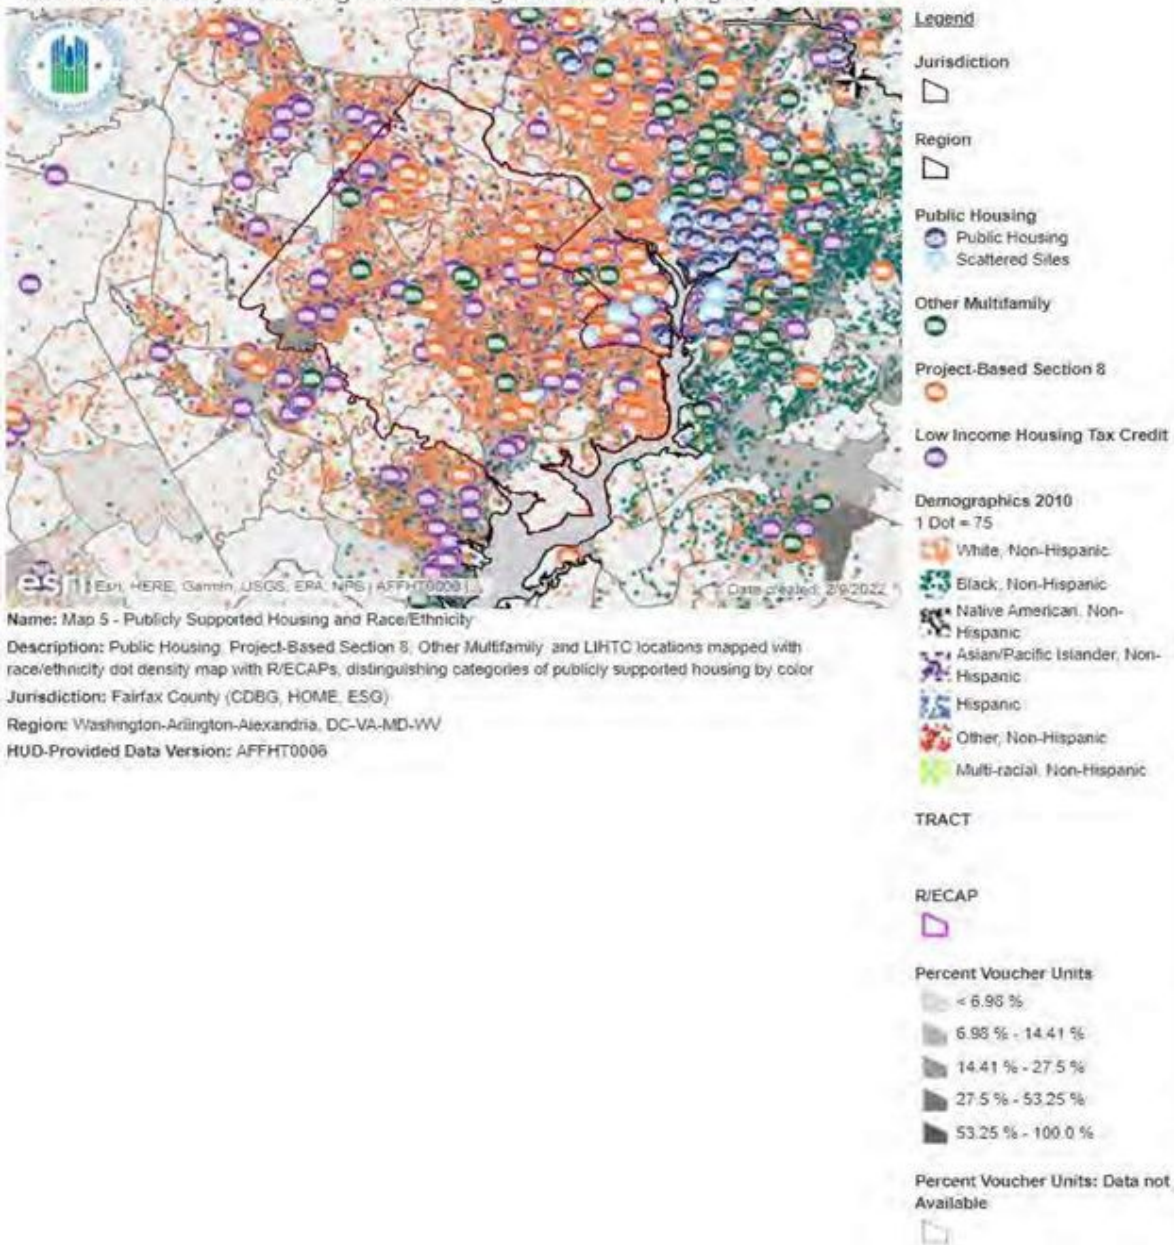 Legend
Jurisdiction
Region
Public Housing
Public Housing
Scattered Sites
Other Multifamily
Project-Based Section 8
Low Income Housing Tax Credit
Demographics 2010
1 Dot = 75
White, Non-Hispanic
Black, Non-Hispanic
Native American, Non-
Hispanic
Asian/Pacific Islander, Non-
Hispanic
Hispanic
Other, Non-Hispanic
Multi-racial, Non-Hispanic
TRACT
R/ECAP
Percent Voucher Units
< 6.98 %
6.98 % - 14.41 %
14.41 % - 27.5 %
27.5 % - 53.25 %
53.25 % - 100.0 %
Percent Voucher Units: Data not
Available
esri Esri, HERE, Garmin, USGS, EPA, NPS | AFFHT0006 |
Date created: 2/9/2022
Name: Map 5 - Publicly Supported Housing and Race/Ethnicity
Description: Public Housing, Project-Based Section 8, Other Multifamily, and LIHTC locations mapped with
race/ethnicity dot density map with R/ECAPs, distinguishing categories of publicly supported housing by color
Jurisdiction: Fairfax County (CDBG, HOME, ESG)
Region: Washington-Arlington-Alexandria, DC-VA-MD-WV
HUD-Provided Data Version: AFFHT0006